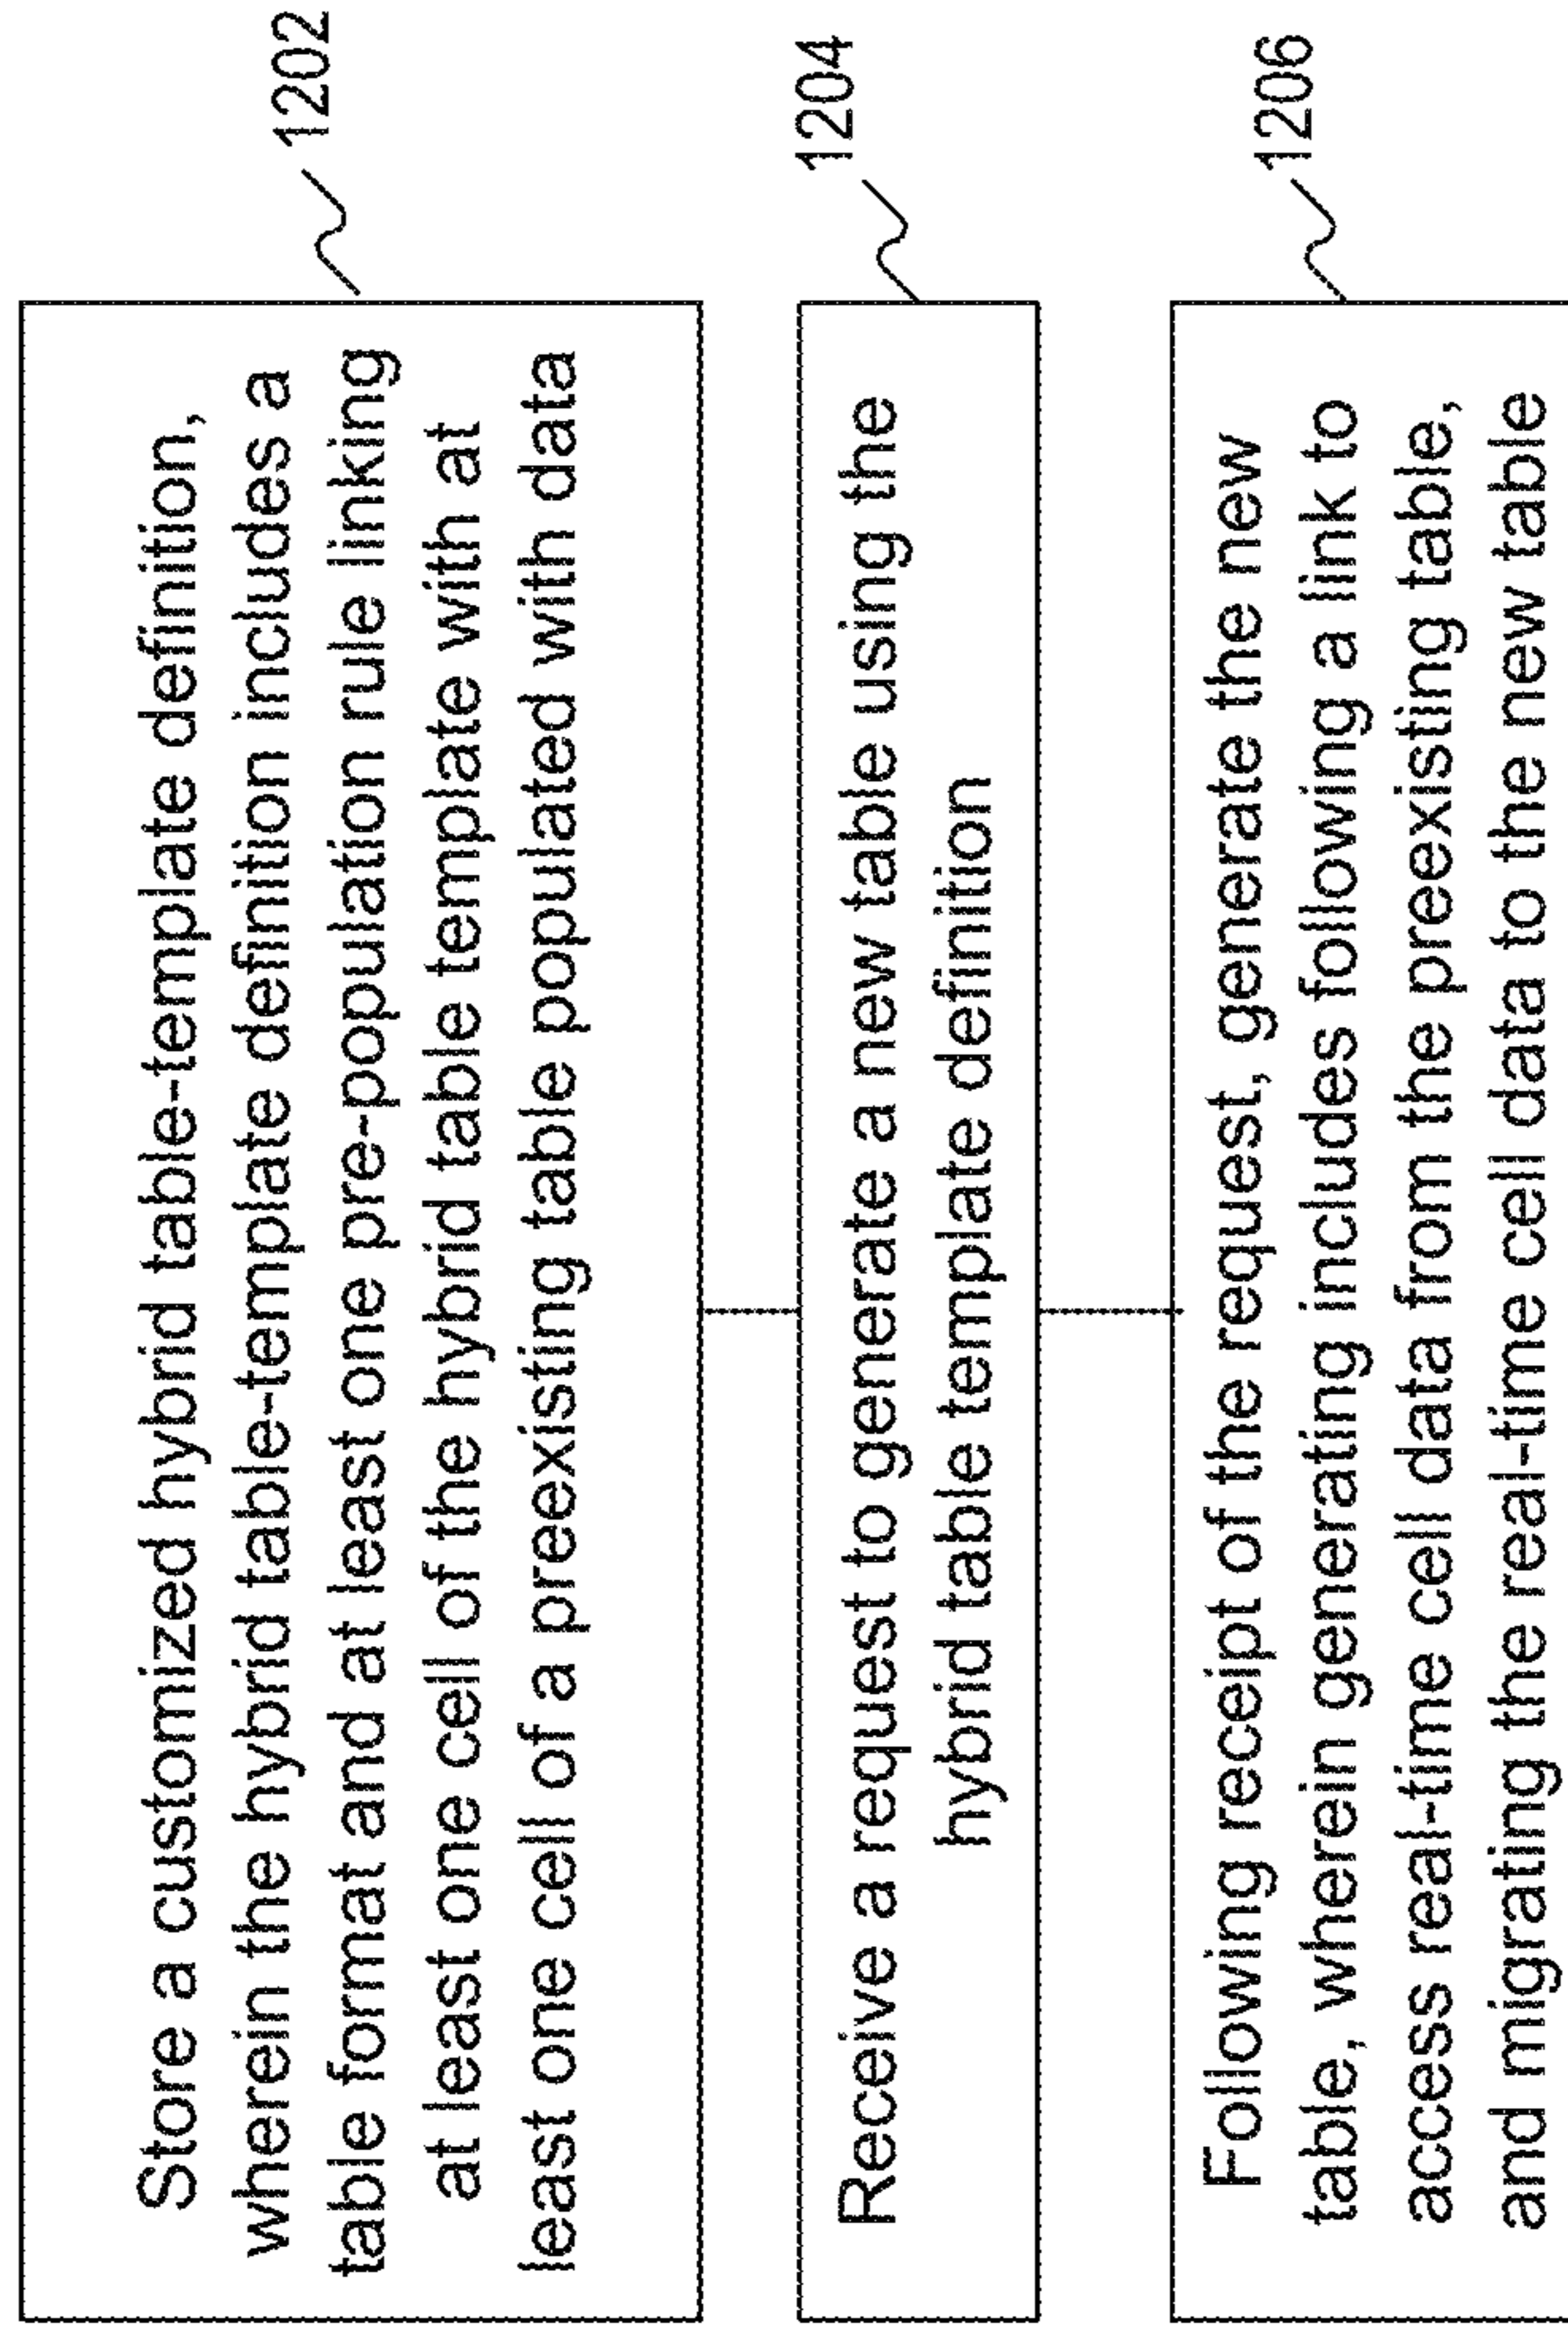 Store a customized hybrid table-template definition,
wherein the hybrid table-template definition includes a
table format and at least one pre-population rule linking
at least one cell of the hybrid table template with at
least one cell of a preexisting table populated with data
1202
Receive a request to generate a new table using the
hybrid table template definition
1204
Following receipt of the request, generate the new
table, wherein generating includes following a link to
access real-time cell data from the preexisting table,
and migrating the real-time cell data to the new table
1206